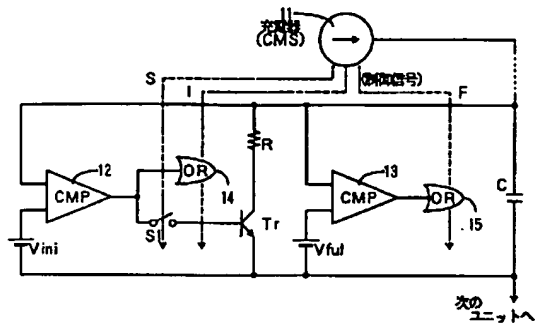 11
充電器
(CMS)
S
I
(制御信号)
F
12
CMP
OR
14
R
13
CMP
OR
15
C
S1
Tr
Vini
Vful
次の
ユニットへ